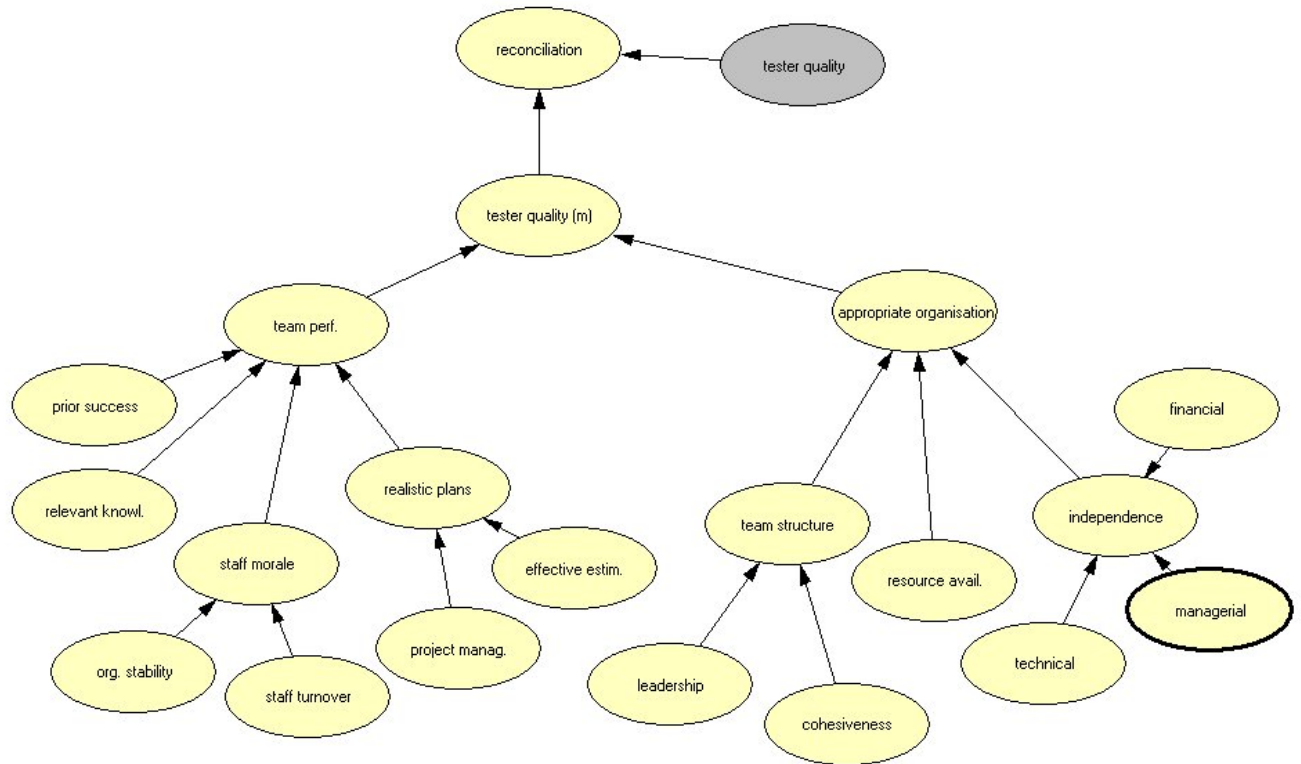 reconciliation
tester quality
tester quality (m)
team perf.
appropriate organisation
prior success
financial
relevant knowl.
realistic plans
team structure
independence
staff morale
effective estim.
resource avail.
managerial
org. stability
project manag.
technical
staff turnover
leadership
cohesiveness